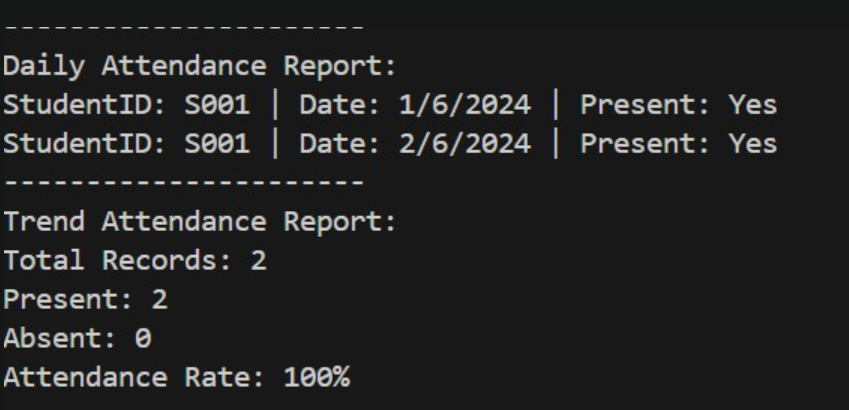 ----------------------
Daily Attendance Report:
StudentID: S001 | Date: 1/6/2024 | Present: Yes
StudentID: S001 | Date: 2/6/2024 | Present: Yes
----------------------
Trend Attendance Report:
Total Records: 2
Present: 2
Absent: 0
Attendance Rate: 100%